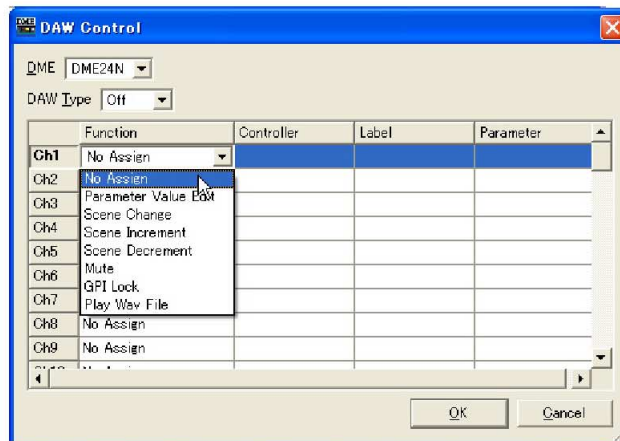 DAW Control
DME DME24N
DAW Type Off
Function Controller Label Parameter
Ch1 No Assign
Ch2 No Assign
Ch3 Parameter Value Edit
Scene Change
Ch4 Scene Increment
Ch5 Scene Decrement
Ch6 Mute
GPI Lock
Ch7 Play Wav File
Ch8 No Assign
Ch9 No Assign
OK Cancel